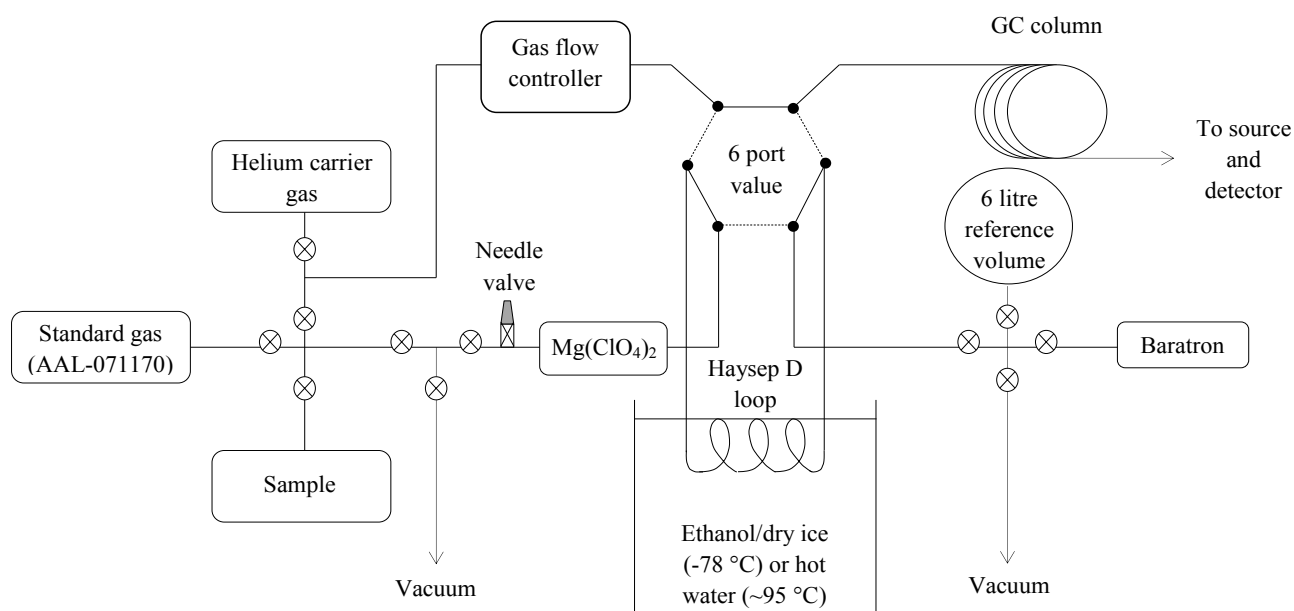 GC column
Gas flow
controller
To source
and
detector
Helium carrier
gas
6 port
value
6 litre
reference
volume
Needle
valve
Standard gas
(AAL-071170)
Mg(ClO₄)₂
Baratron
Haysep D
loop
Sample
Ethanol/dry ice
(-78 °C) or hot
water (~95 °C)
Vacuum
Vacuum